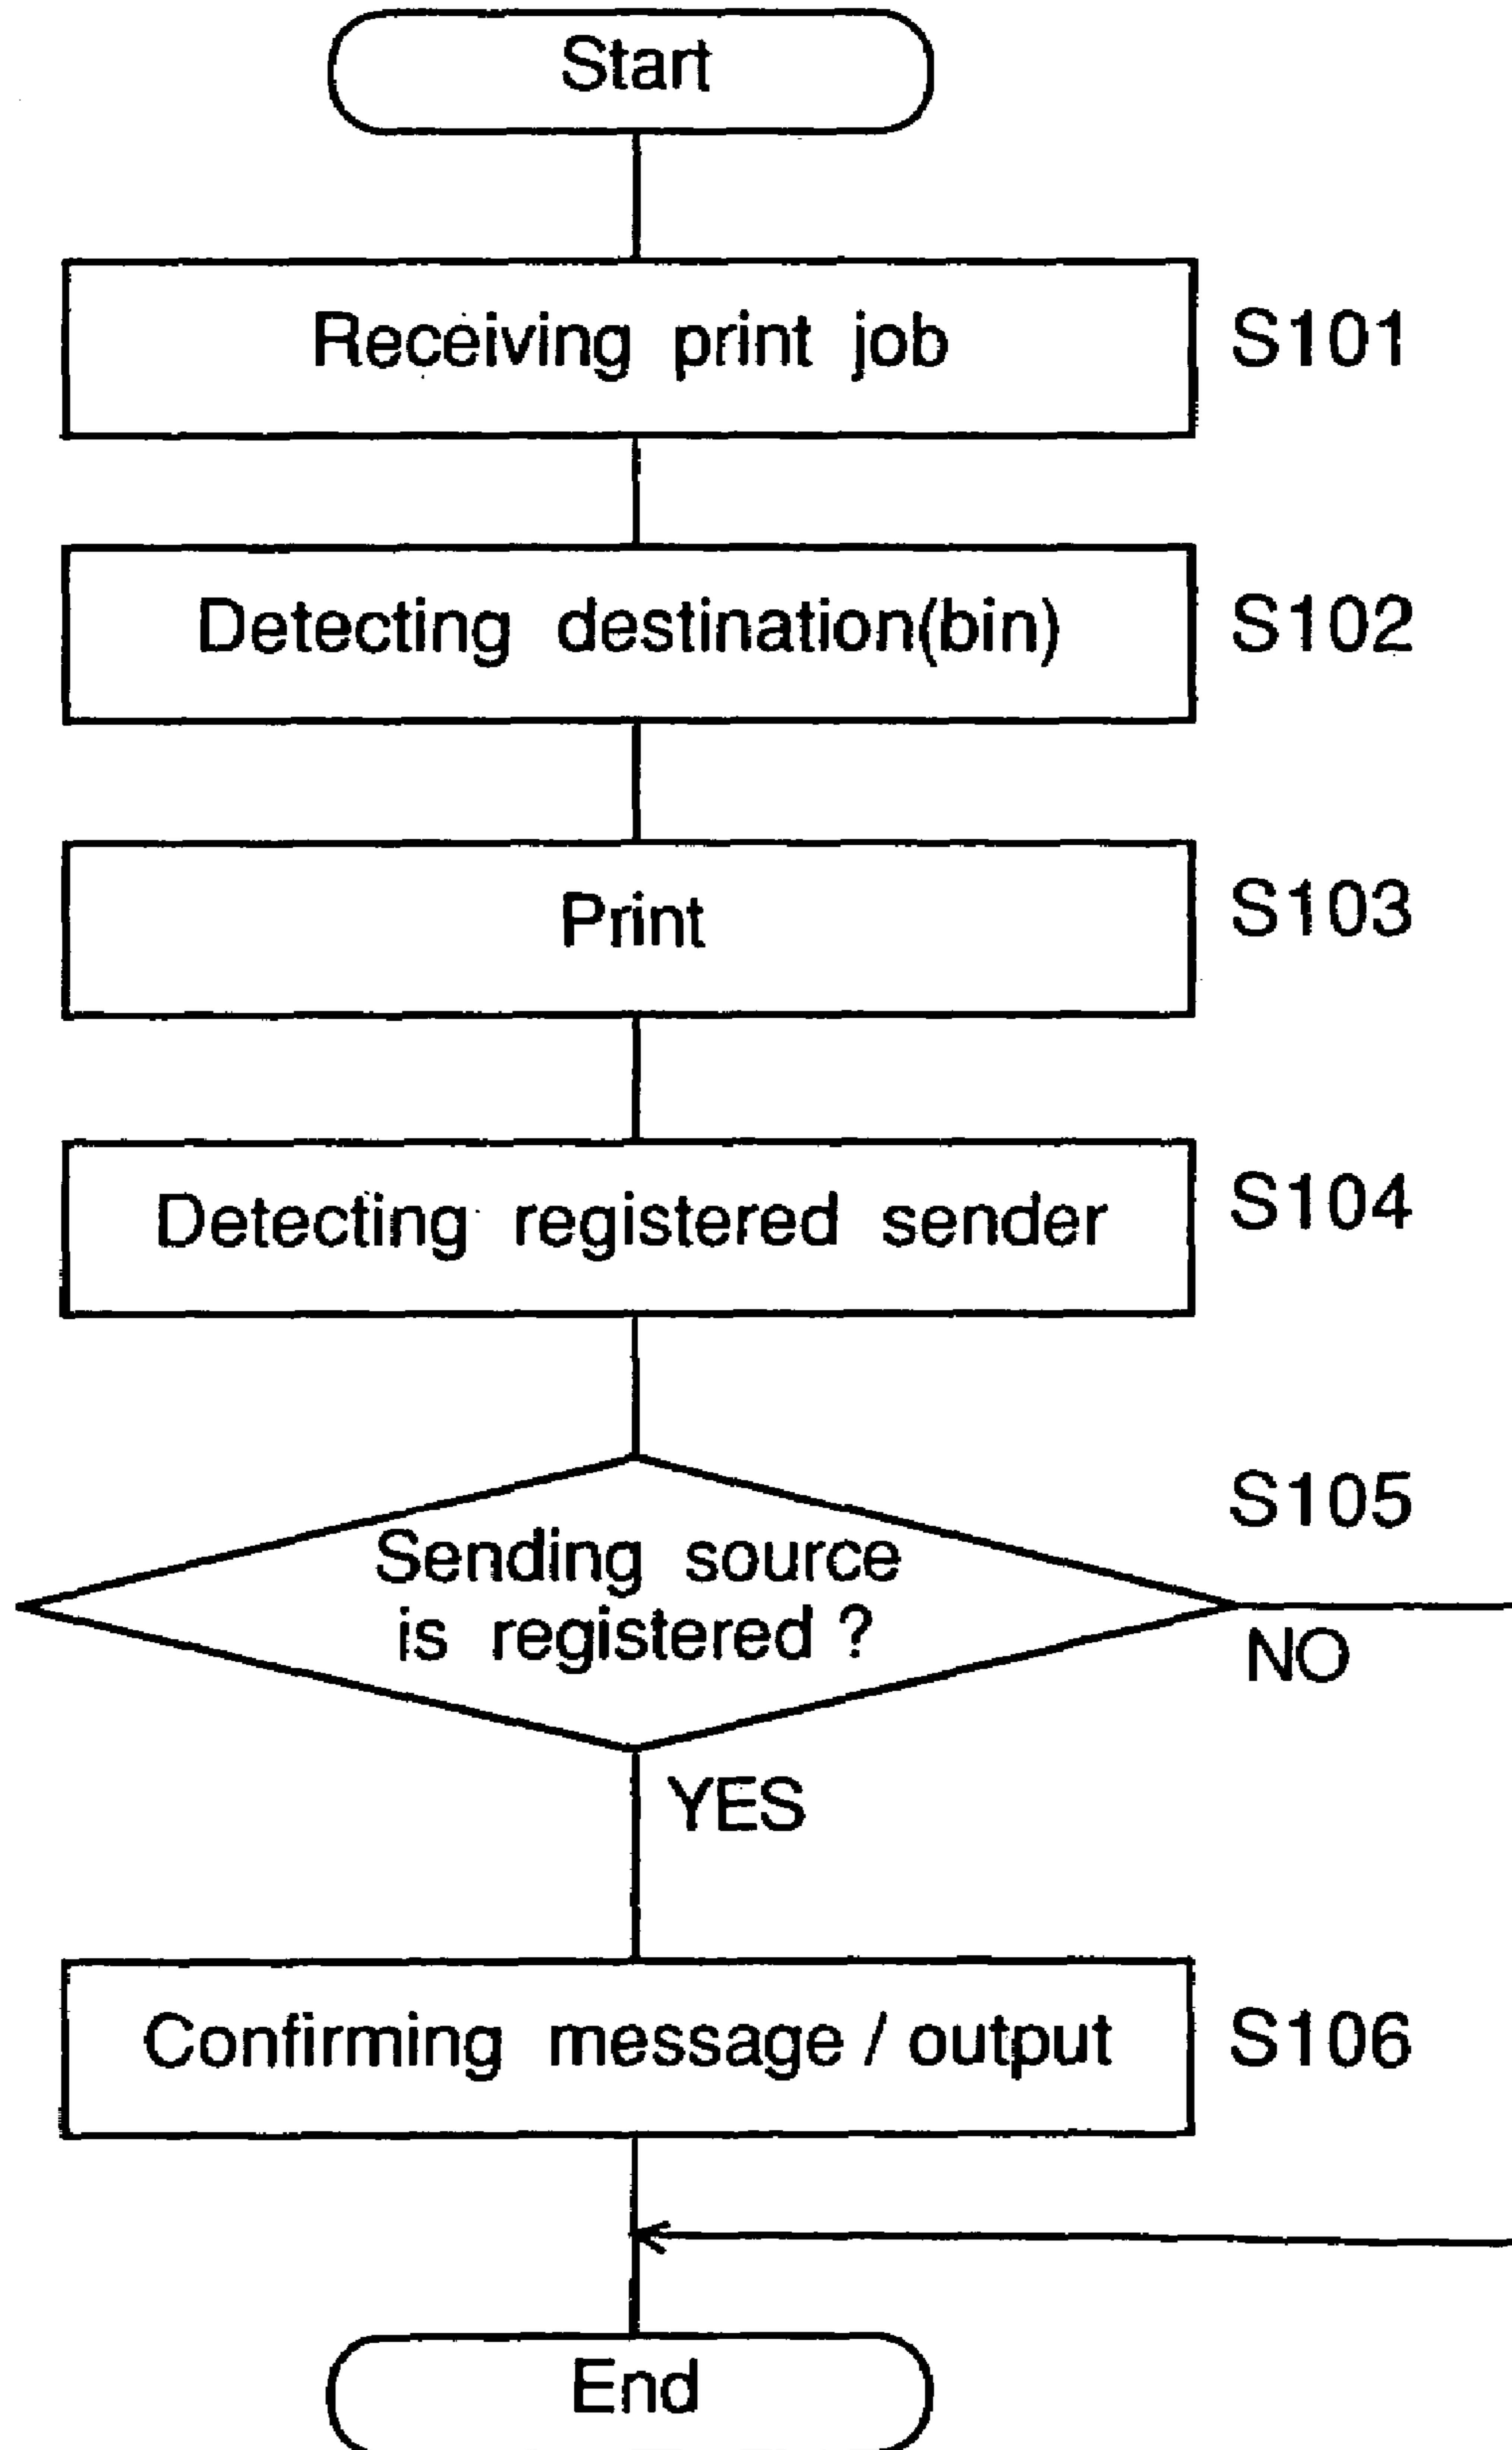 Start
Receiving print job
S101
Detecting destination(bin)
S102
Print
S103
Detecting registered sender
S104
S105
Sending source
is registered ?
NO
YES
Confirming message / output
S106
End